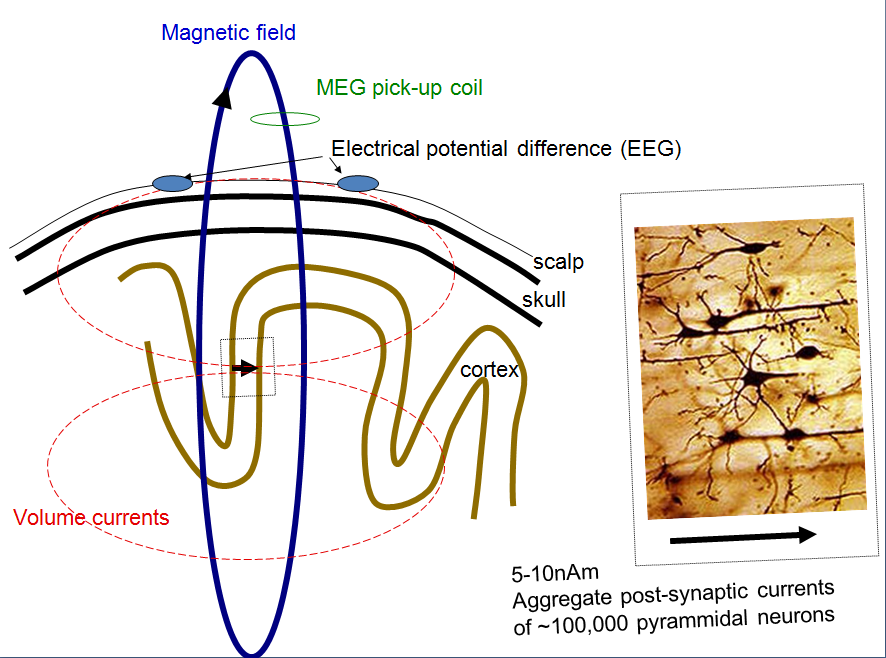 Magnetic field
MEG pick-up coil
Electrical potential difference (EEG)
scalp
skull
cortex
Volume currents
5-10nAm
Aggregate post-synaptic currents
of ~100,000 pyrammidal neurons